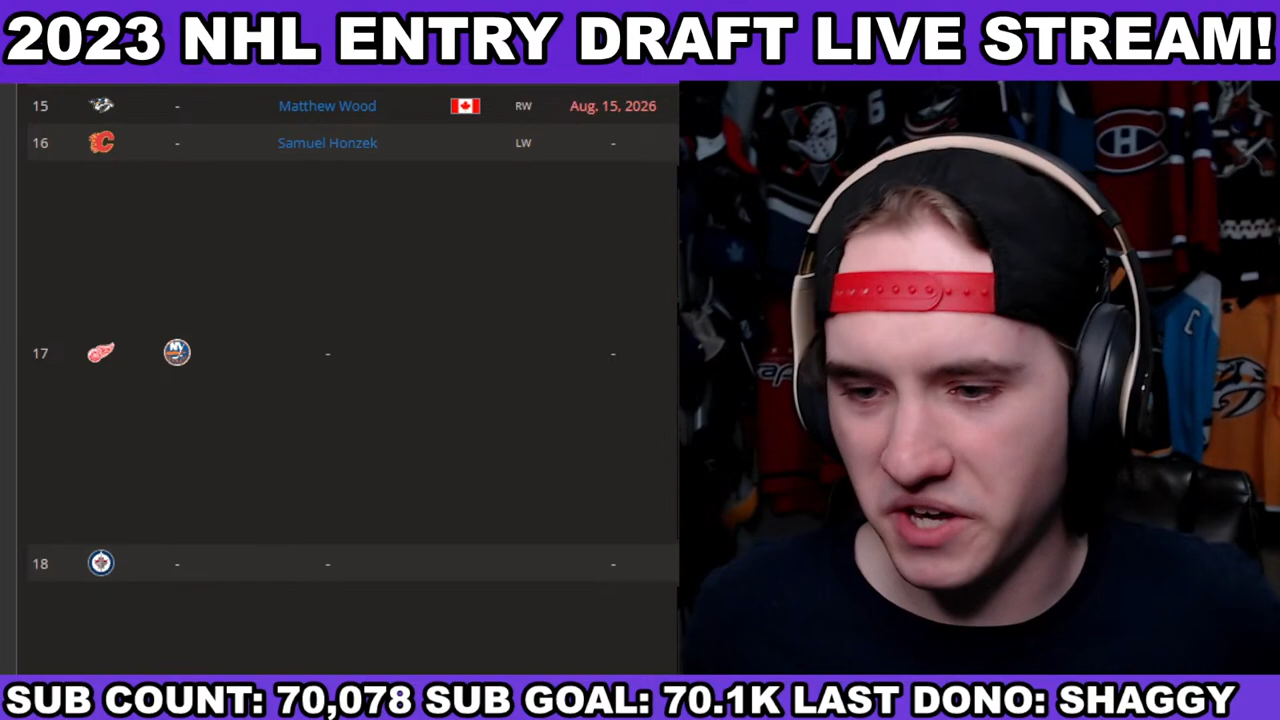 2023 NHL ENTRY DRAFT LIVE STREAM!
15 - Matthew Wood RW Aug. 15, 2026
16 - Samuel Honzek LW -
17 NY - -
18 - - -
SUB COUNT: 70,078 SUB GOAL: 70.1K LAST DONO: SHAGGY